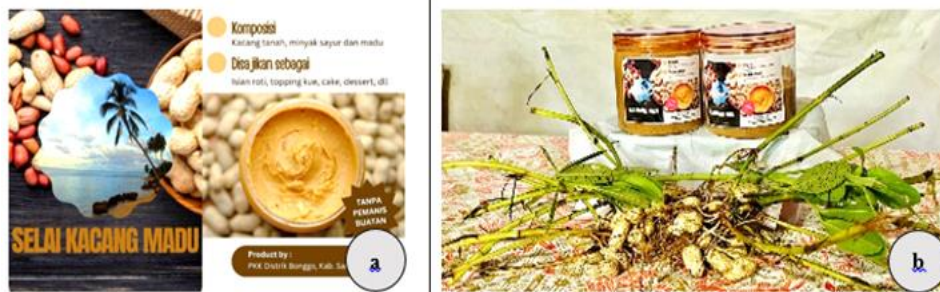 Komposisi
Kacang tanah, minyak sayur dan madu
Disajikan sebagai
Isian roti, topping kue, cake, dessert, dll
TANPA
PEMANIS
BUATAN
SELAI KACANG MADU
Product by :
PKK Distrik Bonggo, Kab. Sa
a
b